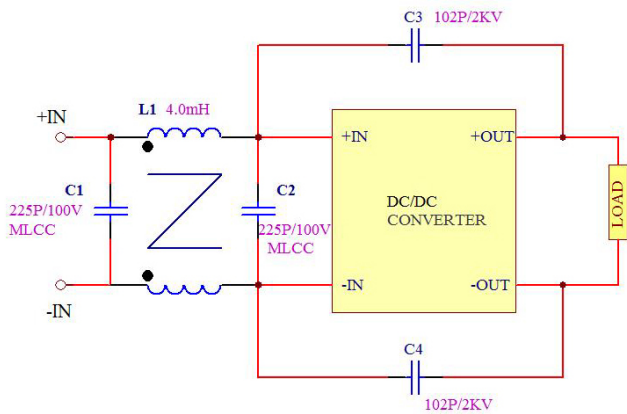 C3 102P/2KV
L1 4.0mH
+IN
+IN
+OUT
C1
C2
225P/100V
MLCC
225P/100V
MLCC
DC/DC
CONVERTER
LOAD
-IN
-OUT
-IN
C4
102P/2KV